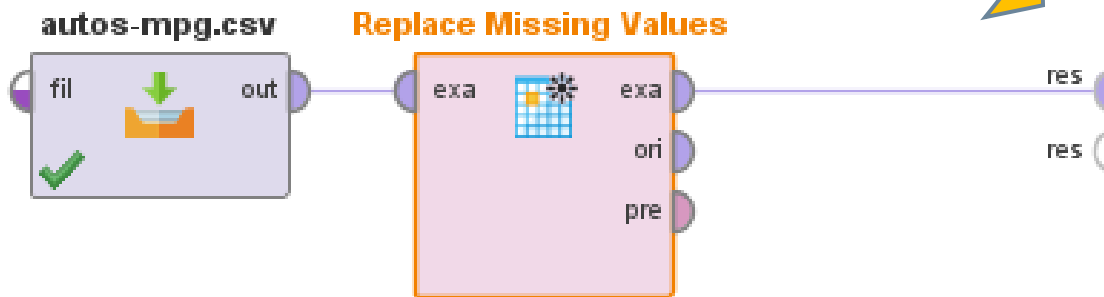 autos-mpg.csv
Replace Missing Values
fil
out
exa
exa
ori
pre
res
res